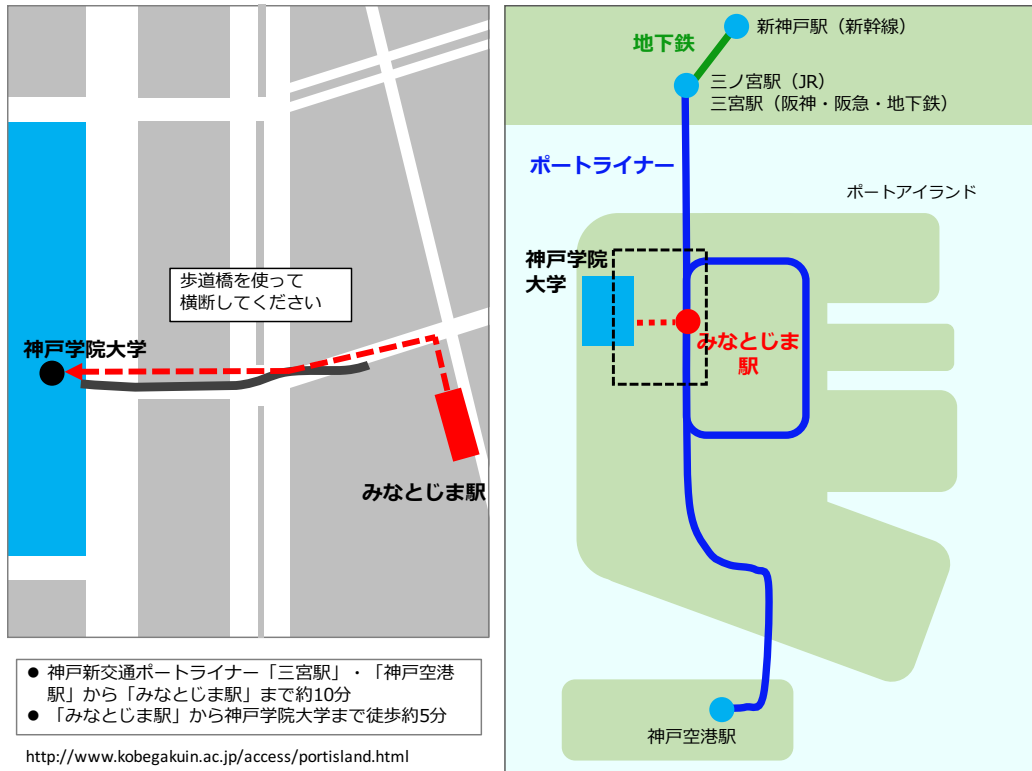 歩道橋を使って
横断してください
神戸学院大学
みなとじま駅
● 神戸新交通ポートライナー「三宮駅」・「神戸空港
駅」から「みなとじま駅」まで約10分
● 「みなとじま駅」から神戸学院大学まで徒歩約5分
http://www.kobegakuin.ac.jp/access/portisland.html
新神戸駅（新幹線）
地下鉄
三ノ宮駅（JR）
三宮駅（阪神・阪急・地下鉄）
ポートライナー
ポートアイランド
神戸学院
大学
みなとじま
駅
神戸空港駅